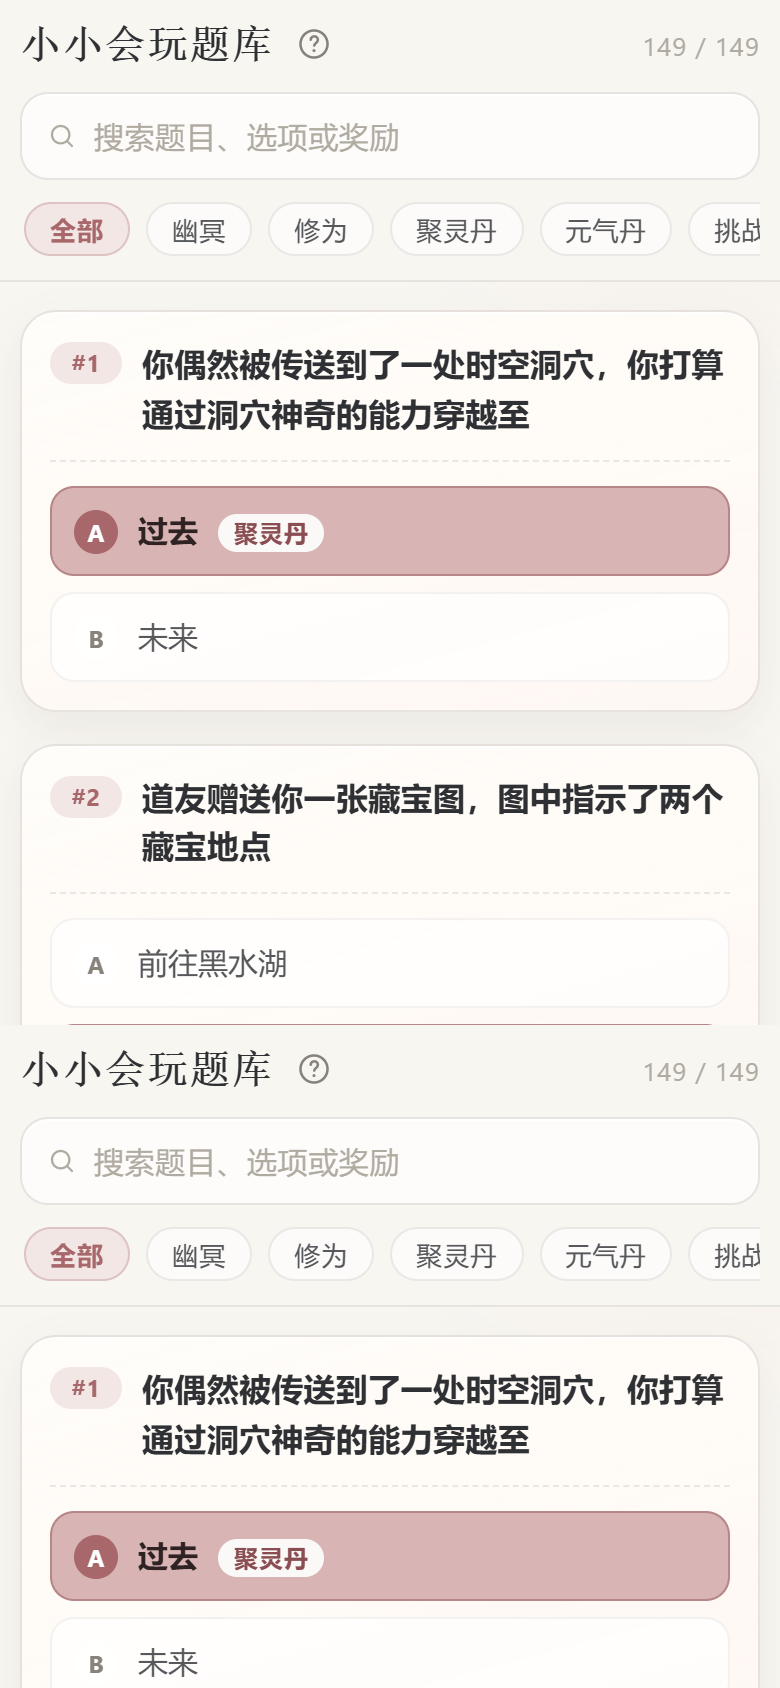 小小会玩题库 149 / 149
搜索题目、选项或奖励
全部 幽冥 修为 聚灵丹 元气丹 挑战
#1 你偶然被传送到了一处时空洞穴，你打算
通过洞穴神奇的能力穿越至
A 过去 聚灵丹
B 未来
#2 道友赠送你一张藏宝图，图中指示了两个
藏宝地点
A 前往黑水湖
小小会玩题库 149 / 149
搜索题目、选项或奖励
全部 幽冥 修为 聚灵丹 元气丹 挑战
#1 你偶然被传送到了一处时空洞穴，你打算
通过洞穴神奇的能力穿越至
A 过去 聚灵丹
B 未来